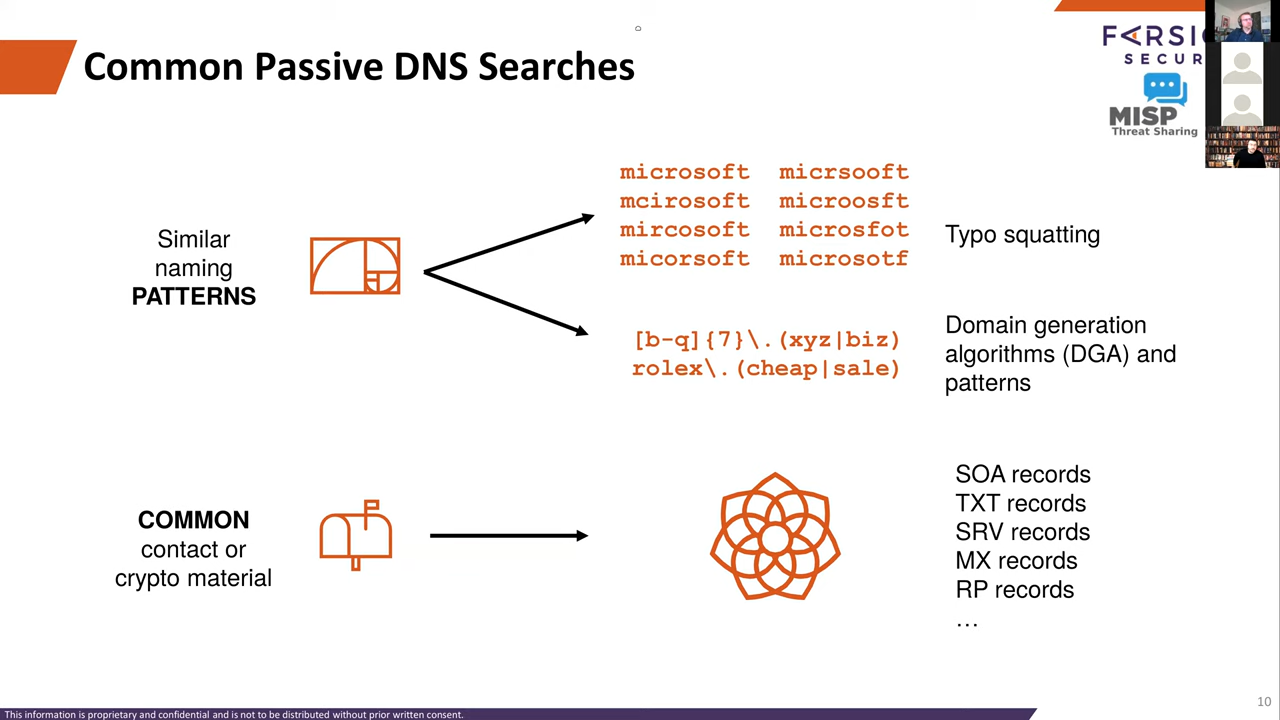 Common Passive DNS Searches
MISP
Threat Sharing
Similar
naming
PATTERNS
microsoft micrsooft
mcirosoft microosft
mircosoft microsfot
micorsoft microsotf
Typo squatting
[b-q]{7}\.(xyz|biz)
rolex\.(cheap|sale)
Domain generation
algorithms (DGA) and
patterns
COMMON
contact or
crypto material
SOA records
TXT records
SRV records
MX records
RP records
…
10
This information is proprietary and confidential and is not to be distributed without prior written consent.